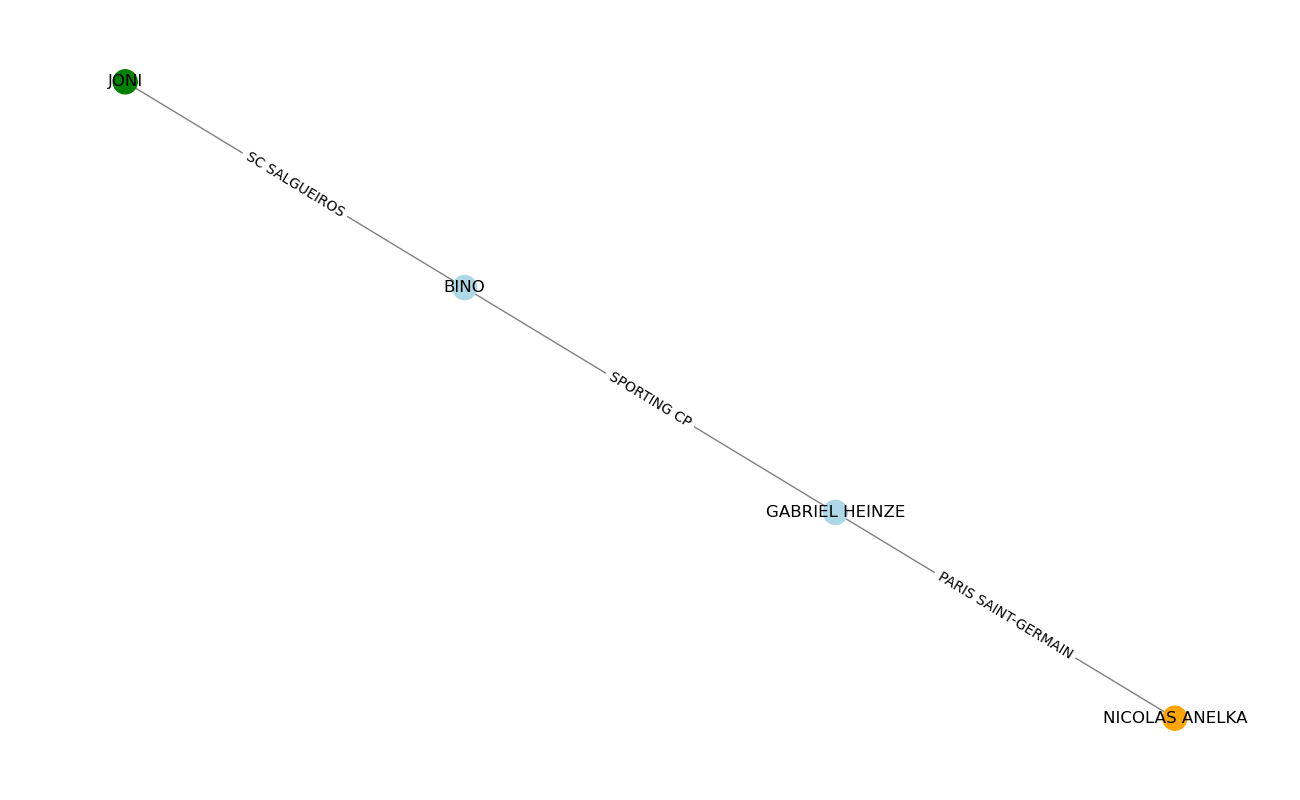 JONI
SC SALGUEIROS
BINO
SPORTING CP
GABRIEL HEINZE
PARIS SAINT-GERMAIN
NICOLAS ANELKA